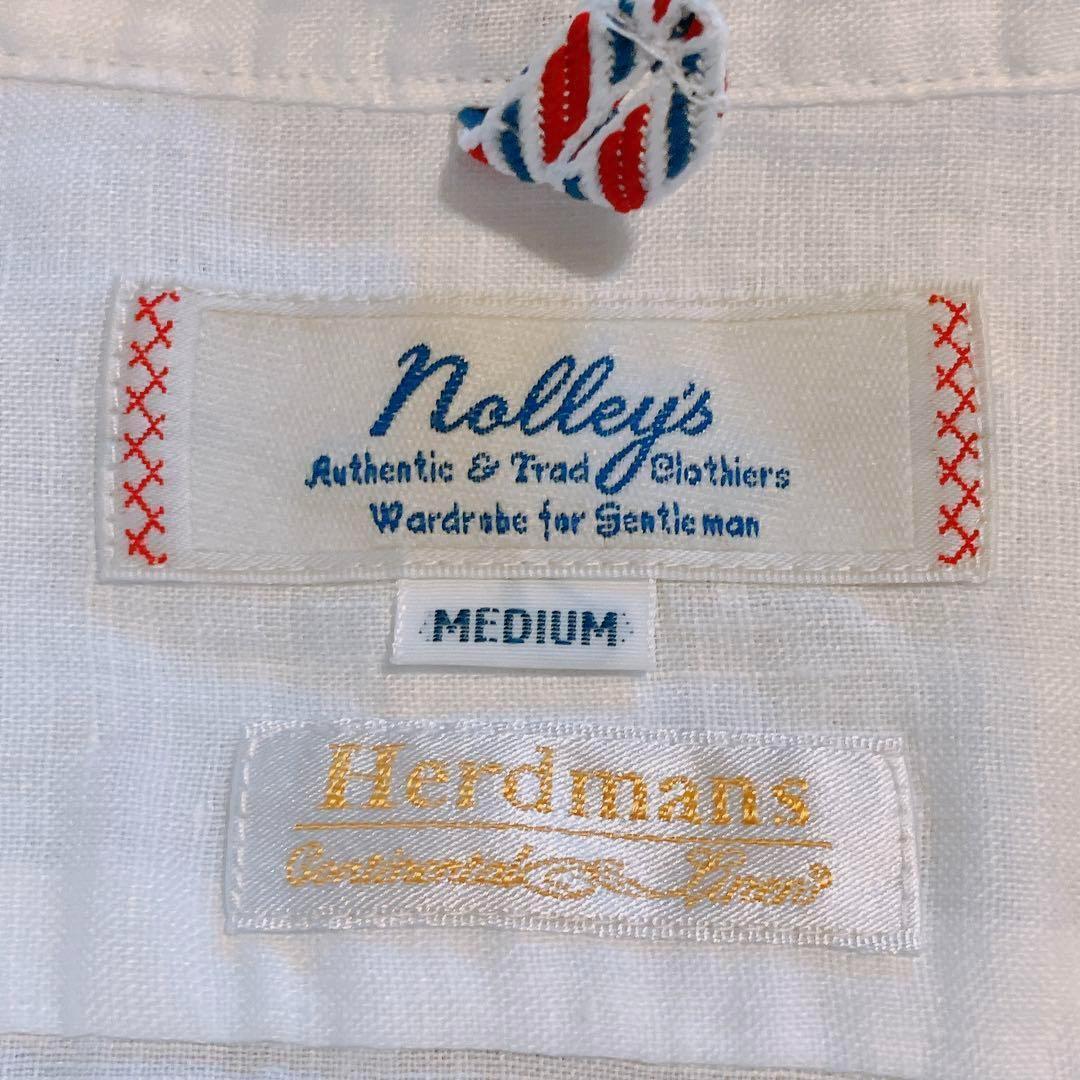 Nolley's
Authentic & Trad Clothiers
Wardrobe for Gentleman
MEDIUM
Herdmans
Continental Linen